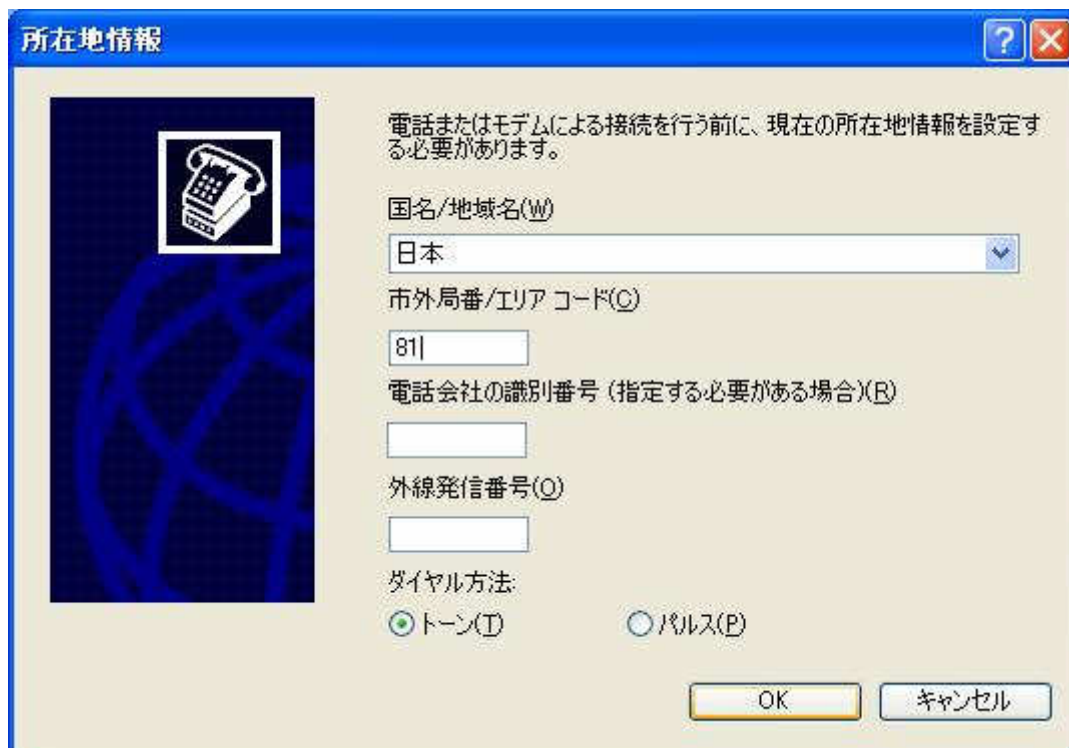 所在地情報
電話またはモデムによる接続を行う前に、現在の所在地情報を設定す
る必要があります。
国名/地域名(W)
日本
市外局番/エリア コード(C)
81
電話会社の識別番号 (指定する必要がある場合)(R)
外線発信番号(O)
ダイヤル方法:
トーン(T) パルス(P)
OK キャンセル